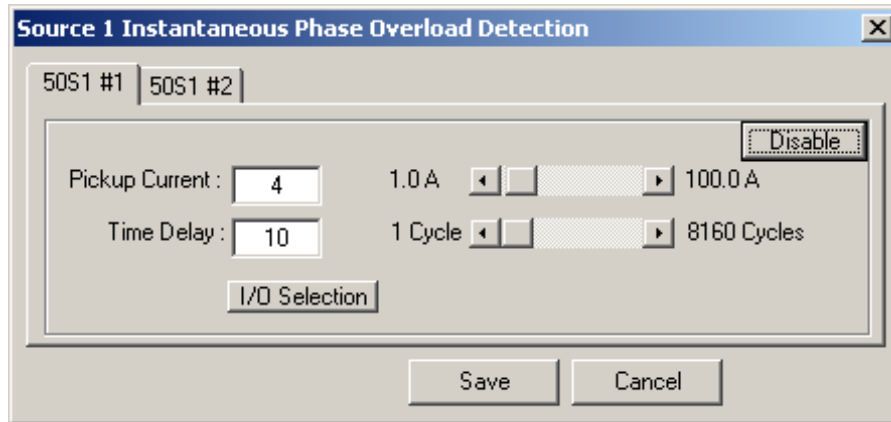 Source 1 Instantaneous Phase Overload Detection
50S1 #1 50S1 #2
Disable
Pickup Current : 4 1.0 A 100.0 A
Time Delay : 10 1 Cycle 8160 Cycles
I/O Selection
Save Cancel